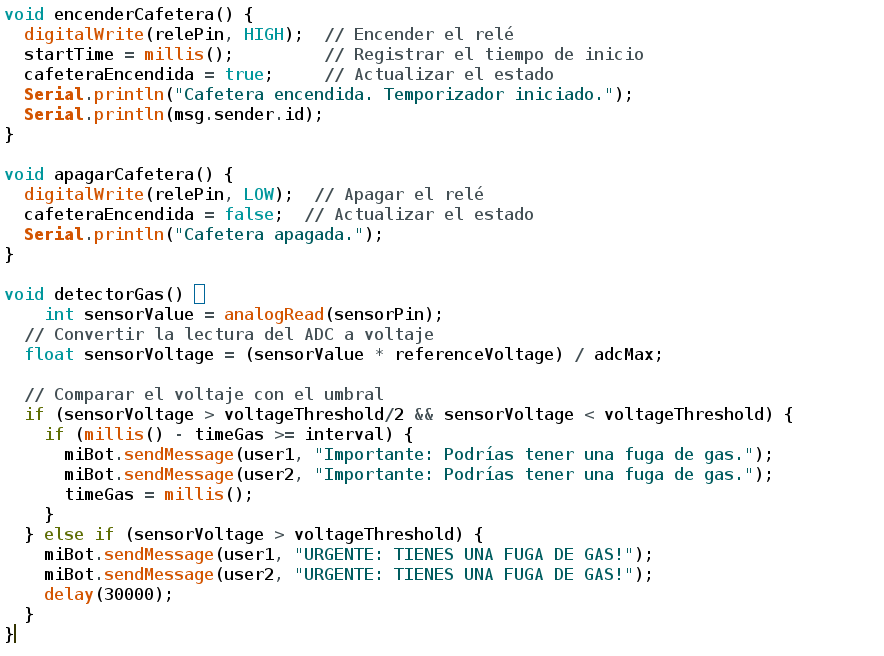 void encenderCafetera() {
  digitalWrite(relePin, HIGH);  // Encender el relé
  startTime = millis();         // Registrar el tiempo de inicio
  cafeteraEncendida = true;     // Actualizar el estado
  Serial.println("Cafetera encendida. Temporizador iniciado.");
  Serial.println(msg.sender.id);
}

void apagarCafetera() {
  digitalWrite(relePin, LOW);  // Apagar el relé
  cafeteraEncendida = false;  // Actualizar el estado
  Serial.println("Cafetera apagada.");
}

void detectorGas() 
    int sensorValue = analogRead(sensorPin);
  // Convertir la lectura del ADC a voltaje
  float sensorVoltage = (sensorValue * referenceVoltage) / adcMax;

  // Comparar el voltaje con el umbral
  if (sensorVoltage > voltageThreshold/2 && sensorVoltage < voltageThreshold) {
    if (millis() - timeGas >= interval) {
      miBot.sendMessage(user1, "Importante: Podrías tener una fuga de gas.");
      miBot.sendMessage(user2, "Importante: Podrías tener una fuga de gas.");
      timeGas = millis();
    }
  } else if (sensorVoltage > voltageThreshold) {
    miBot.sendMessage(user1, "URGENTE: TIENES UNA FUGA DE GAS!");
    miBot.sendMessage(user2, "URGENTE: TIENES UNA FUGA DE GAS!");
    delay(30000);
  }
}